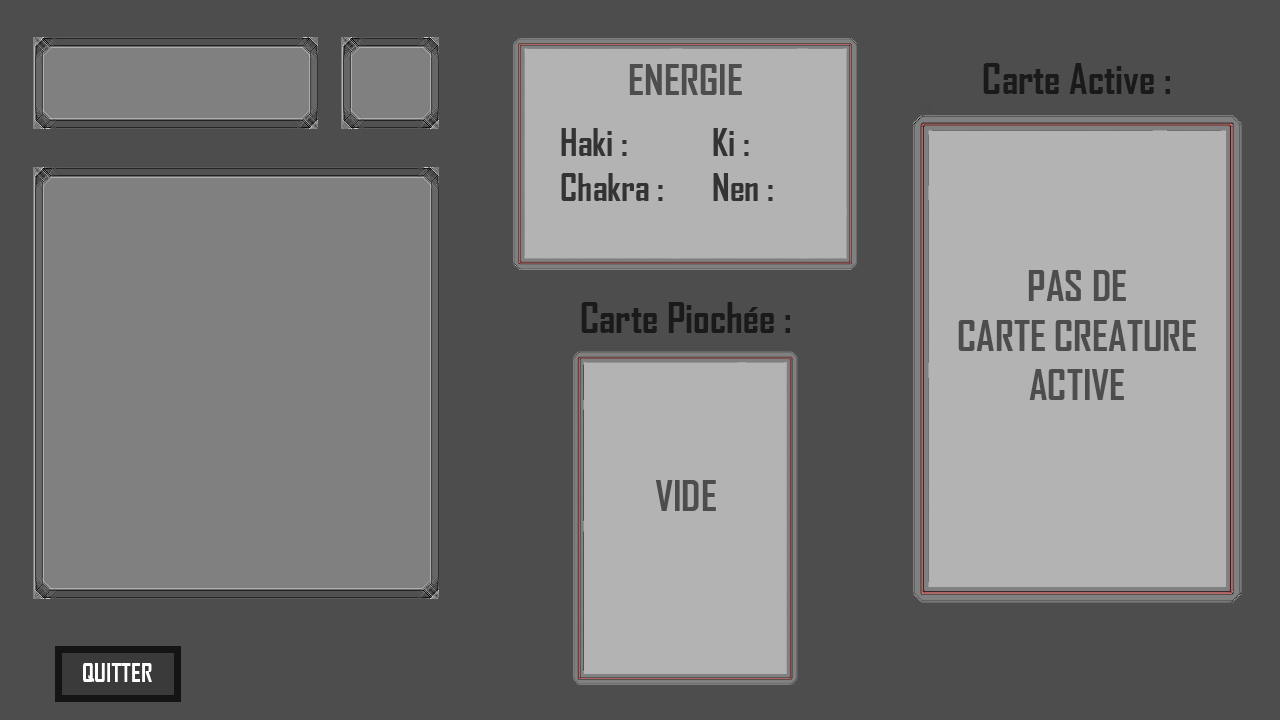 ENERGIE
Haki :
Ki :
Chakra :
Nen :
Carte Piochée :
VIDE
Carte Active :
PAS DE
CARTE CREATURE
ACTIVE
QUITTER